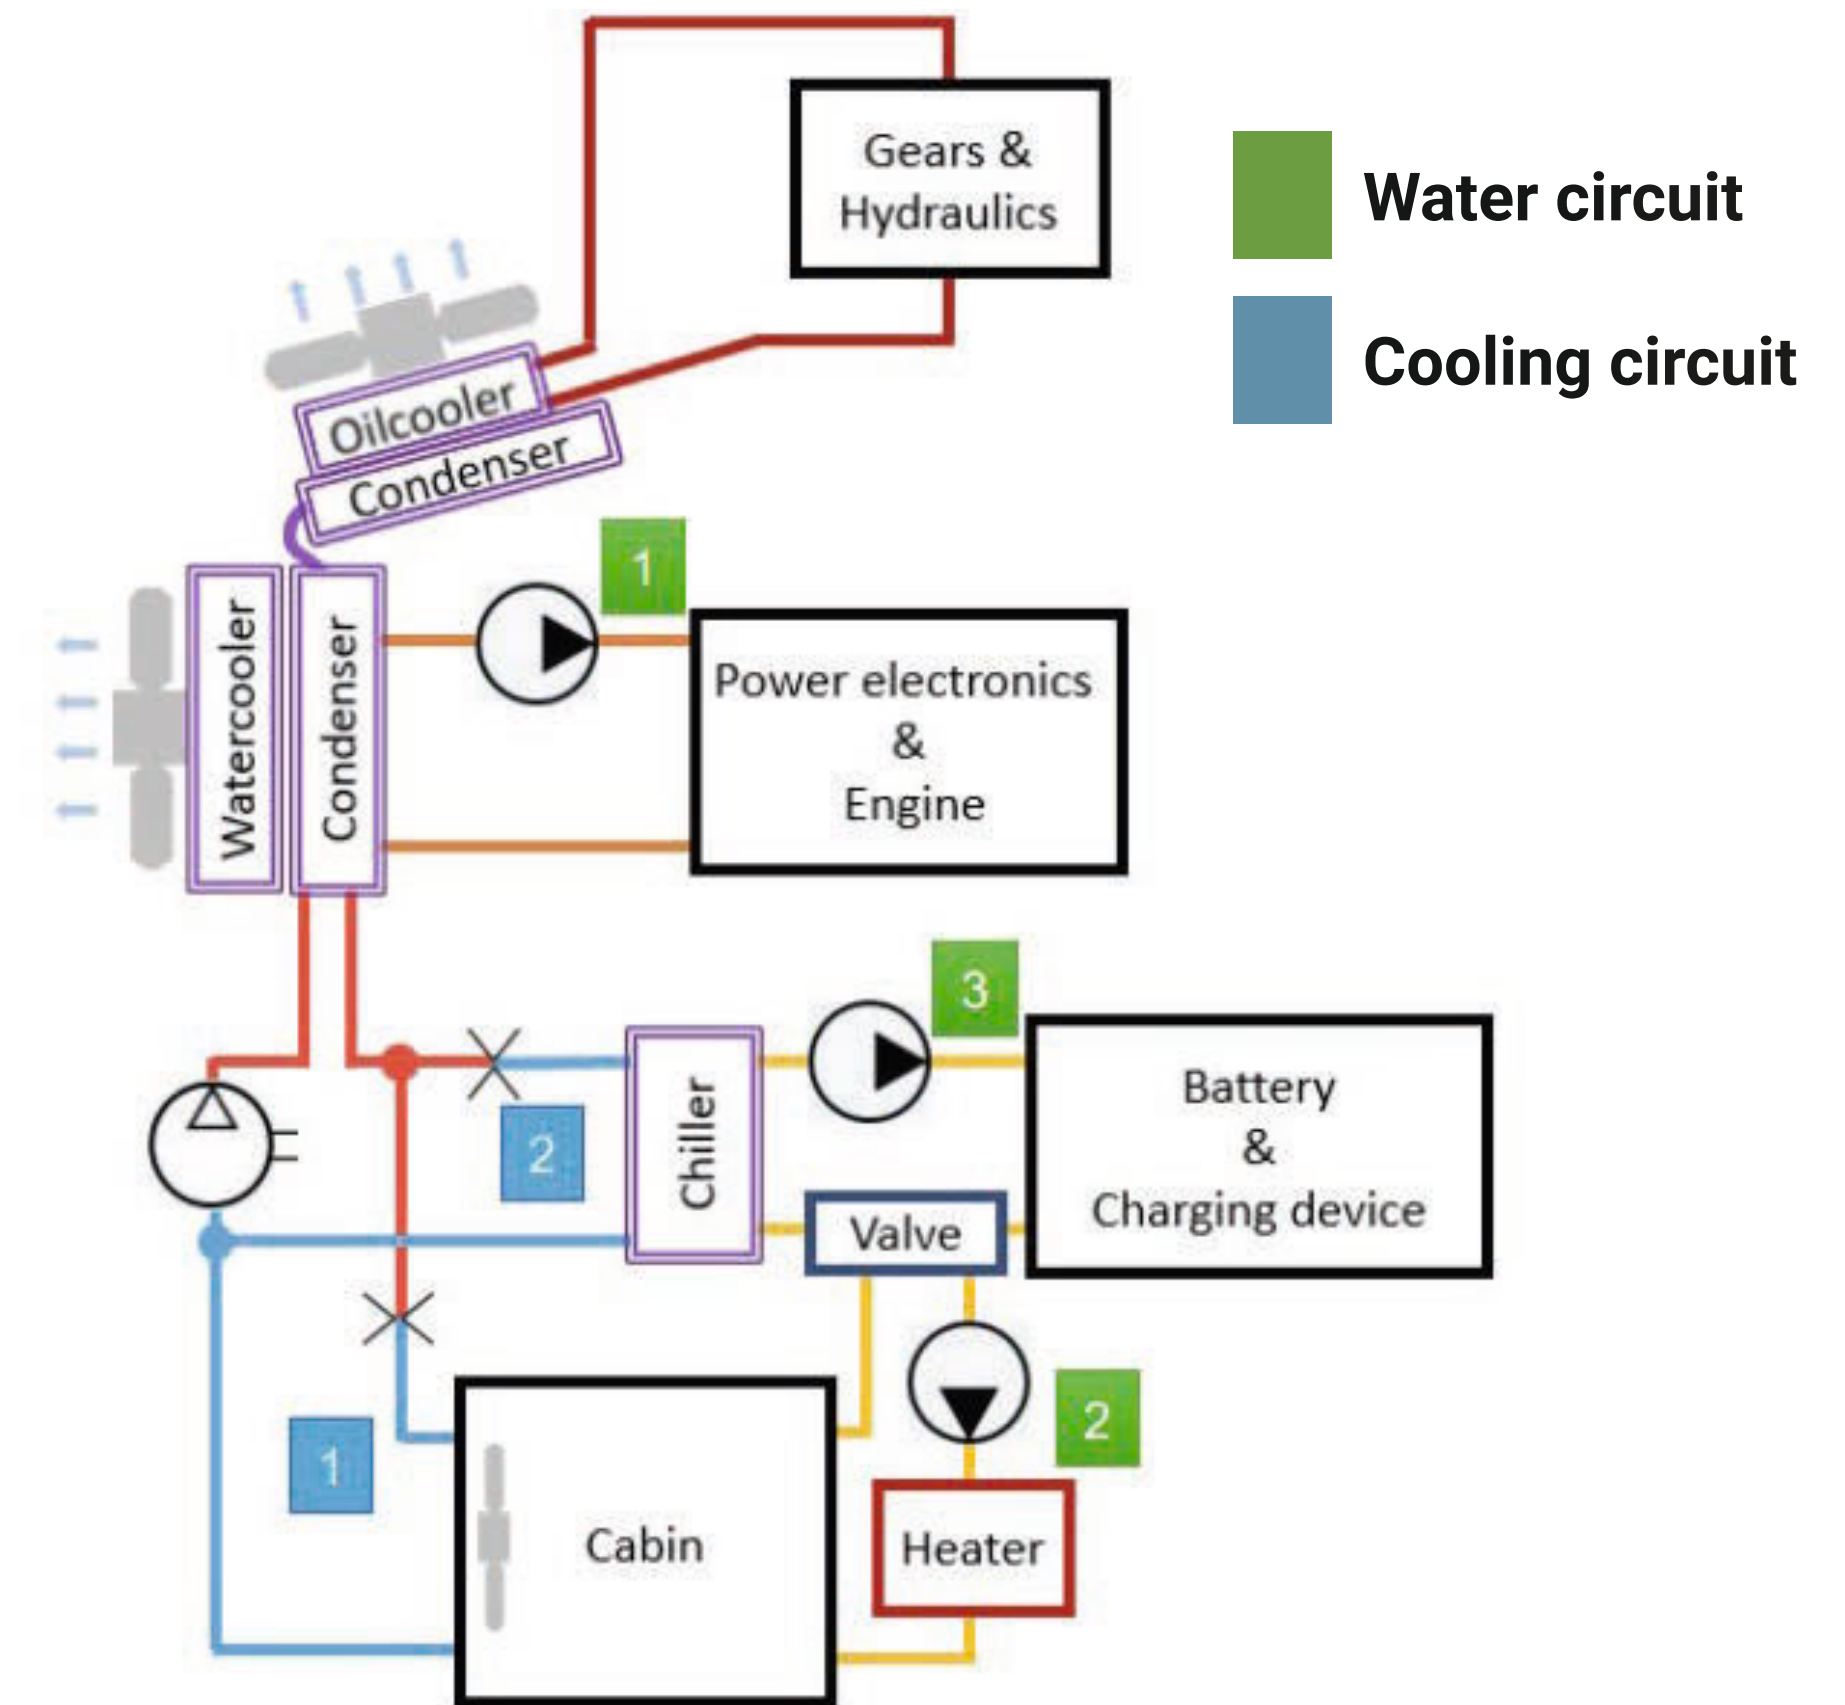 Gears &
Hydraulics
Water circuit
Cooling circuit
Oilcooler
Condenser
1
Watercooler
Condenser
Power electronics
&
Engine
3
2
Chiller
Battery
&
Charging device
Valve
1
2
Cabin
Heater